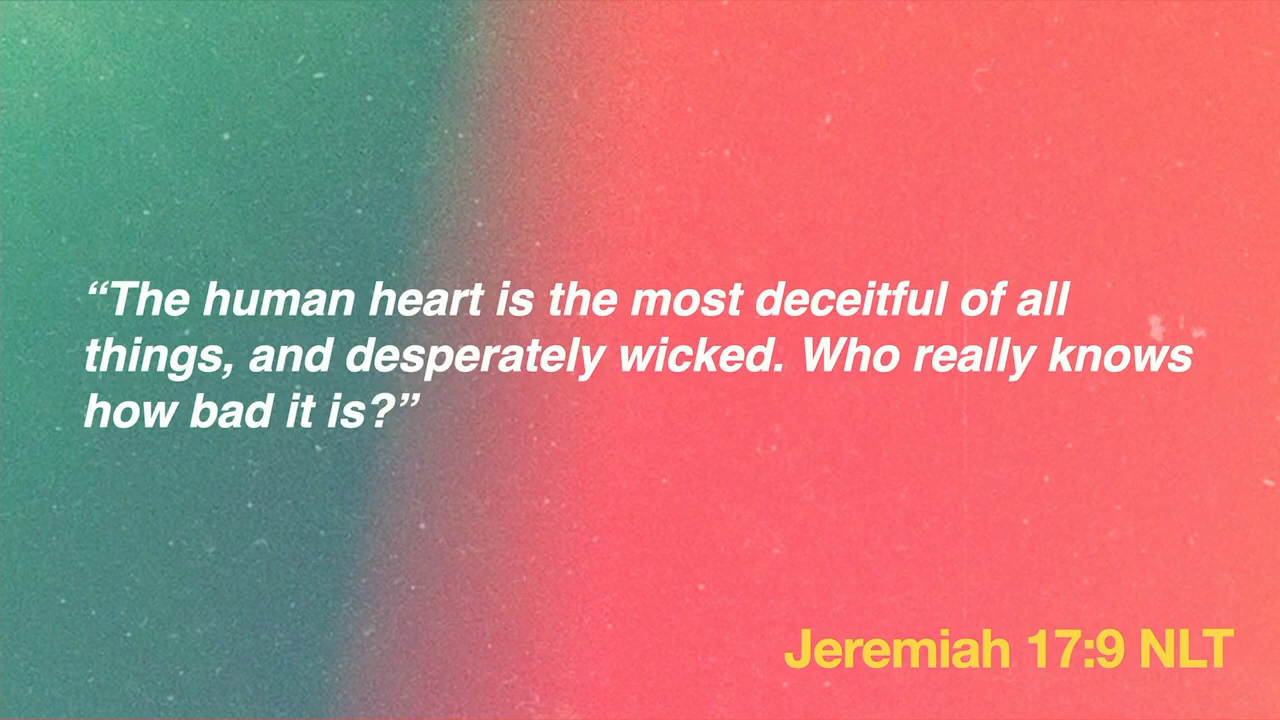 “The human heart is the most deceitful of all
things, and desperately wicked. Who really knows
how bad it is?”
Jeremiah 17:9 NLT